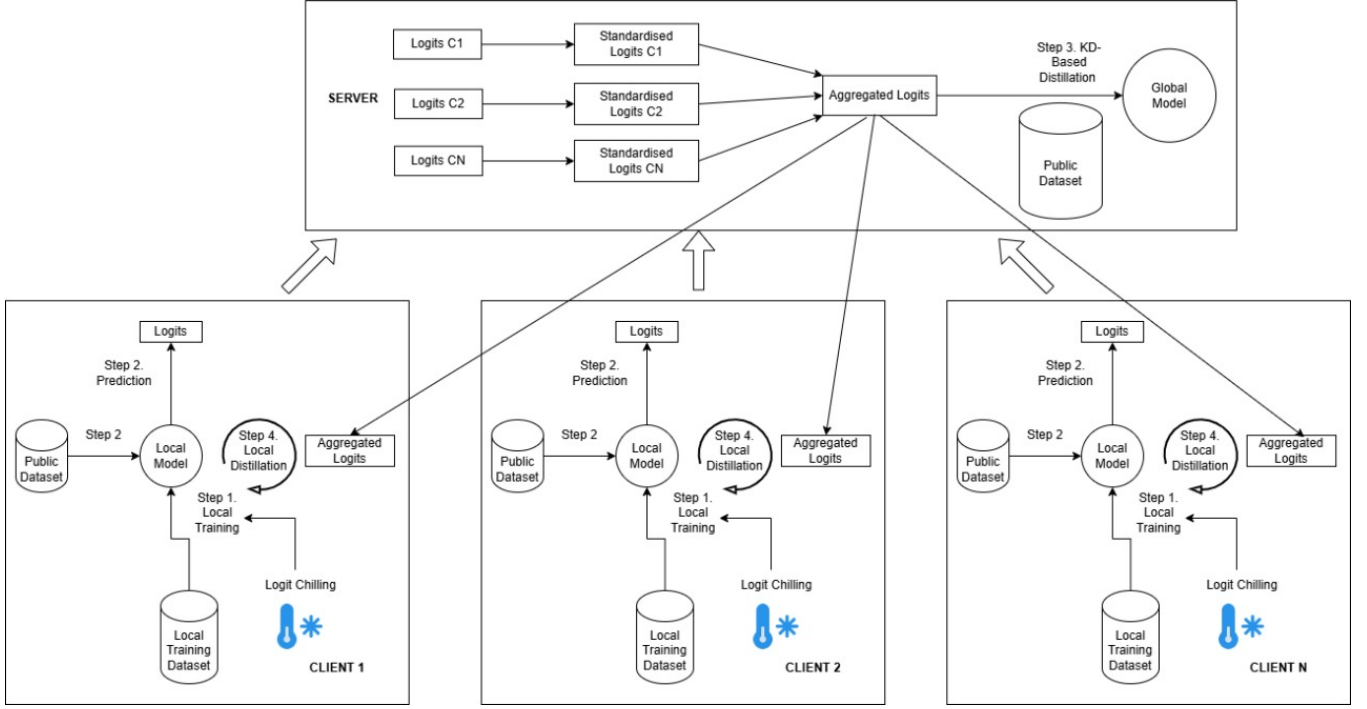 Logits C1
Standardised
Logits C1
Step 3. KD-
Based
Distillation
SERVER
Logits C2
Standardised
Logits C2
Aggregated Logits
Global
Model
Logits CN
Standardised
Logits CN
Public
Dataset
Logits
Step 2.
Prediction
Step 2
Public
Dataset
Local
Model
Step 4.
Local
Distillation
Aggregated
Logits
Step 1.
Local
Training
Logit Chilling
Local
Training
Dataset
CLIENT 1
Logits
Step 2.
Prediction
Step 2
Public
Dataset
Local
Model
Step 4.
Local
Distillation
Aggregated
Logits
Step 1.
Local
Training
Logit Chilling
Local
Training
Dataset
CLIENT 2
Logits
Step 2.
Prediction
Step 2
Public
Dataset
Local
Model
Step 4.
Local
Distillation
Aggregated
Logits
Step 1.
Local
Training
Logit Chilling
Local
Training
Dataset
CLIENT N